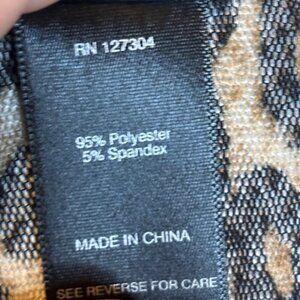 RN 127304
95% Polyester
5% Spandex
MADE IN CHINA
SEE REVERSE FOR CARE